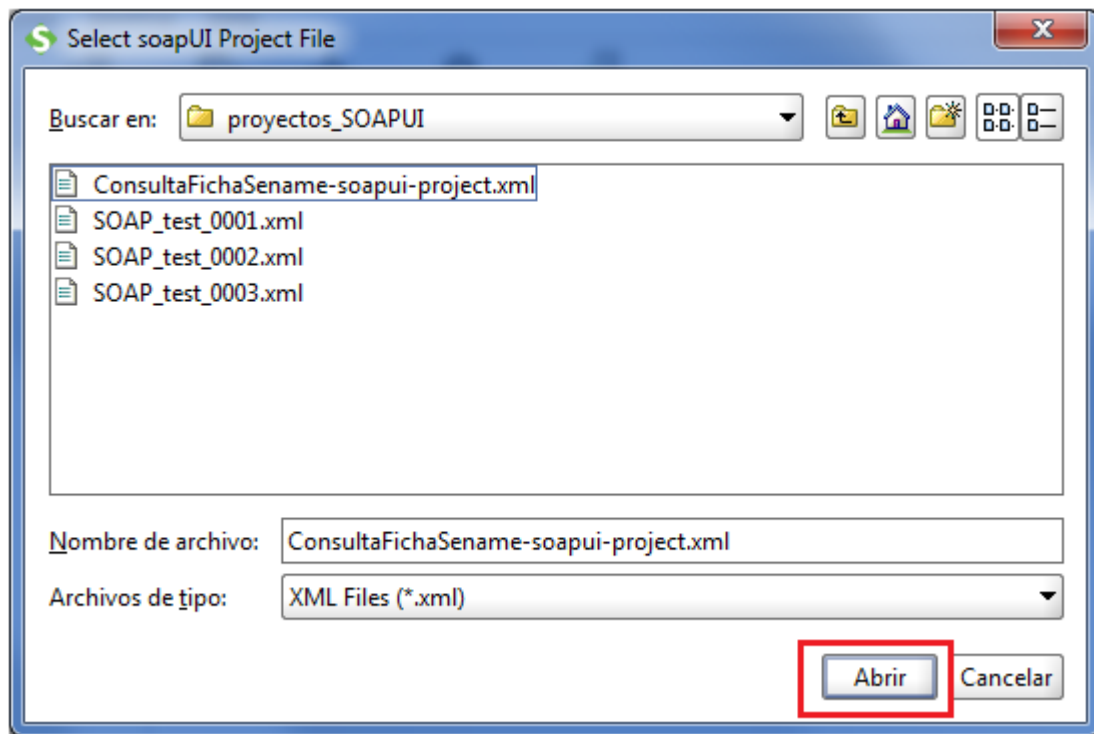 Select soapUI Project File
Buscar en: proyectos_SOAPUI
ConsultaFichaSename-soapui-project.xml
SOAP_test_0001.xml
SOAP_test_0002.xml
SOAP_test_0003.xml
Nombre de archivo: ConsultaFichaSename-soapui-project.xml
Archivos de tipo: XML Files (*.xml)
Abrir Cancelar